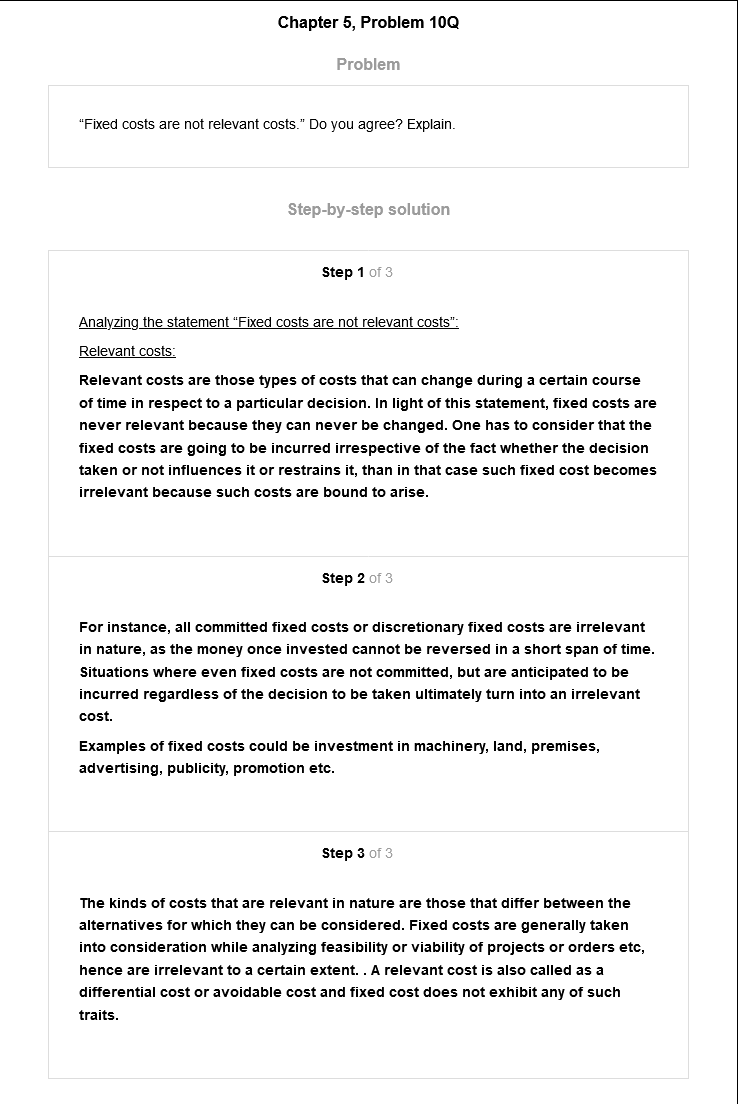 Chapter 5, Problem 10Q
Problem
“Fixed costs are not relevant costs.” Do you agree? Explain.
Step-by-step solution
Step 1 of 3
Analyzing the statement “Fixed costs are not relevant costs”:
Relevant costs:
Relevant costs are those types of costs that can change during a certain course
of time in respect to a particular decision. In light of this statement, fixed costs are
never relevant because they can never be changed. One has to consider that the
fixed costs are going to be incurred irrespective of the fact whether the decision
taken or not influences it or restrains it, than in that case such fixed cost becomes
irrelevant because such costs are bound to arise.
Step 2 of 3
For instance, all committed fixed costs or discretionary fixed costs are irrelevant
in nature, as the money once invested cannot be reversed in a short span of time.
Situations where even fixed costs are not committed, but are anticipated to be
incurred regardless of the decision to be taken ultimately turn into an irrelevant
cost.
Examples of fixed costs could be investment in machinery, land, premises,
advertising, publicity, promotion etc.
Step 3 of 3
The kinds of costs that are relevant in nature are those that differ between the
alternatives for which they can be considered. Fixed costs are generally taken
into consideration while analyzing feasibility or viability of projects or orders etc,
hence are irrelevant to a certain extent. . A relevant cost is also called as a
differential cost or avoidable cost and fixed cost does not exhibit any of such
traits.